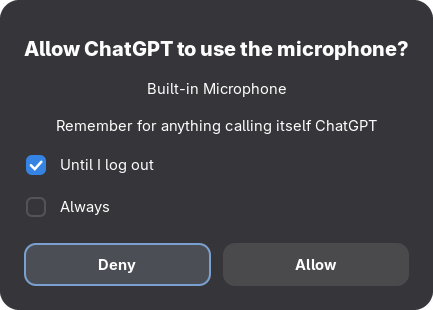 Allow ChatGPT to use the microphone?
Built-in Microphone
Remember for anything calling itself ChatGPT
Until I log out
Always
Deny
Allow